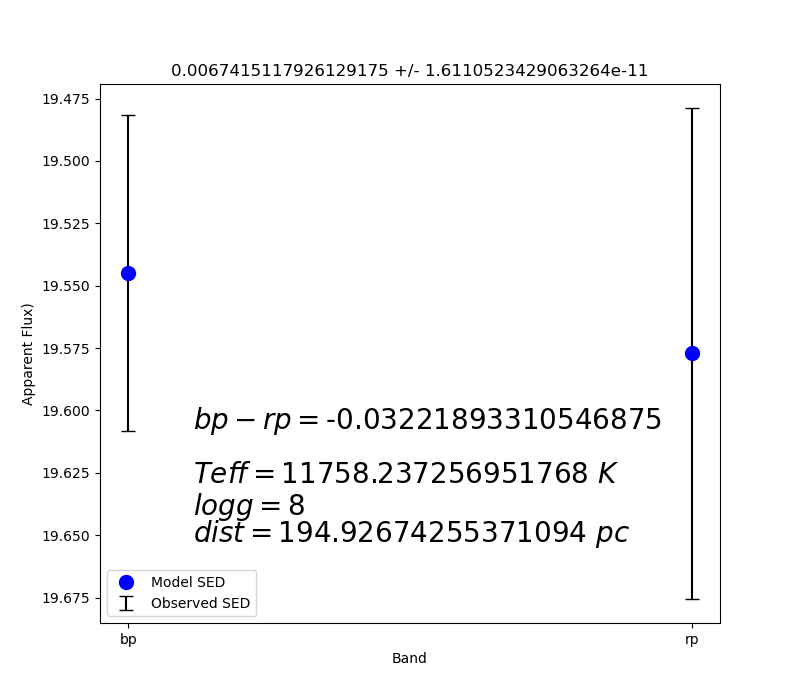 0.0067415117926129175 +/- 1.6110523429063264e-11
19.475
19.500
19.525
19.550
19.575
19.600
19.625
19.650
19.675
Apparent Flux)
bp − rp = -0.03221893310546875
Teff = 11758.237256951768 K
logg = 8
dist = 194.92674255371094 pc
Model SED
Observed SED
bp
rp
Band